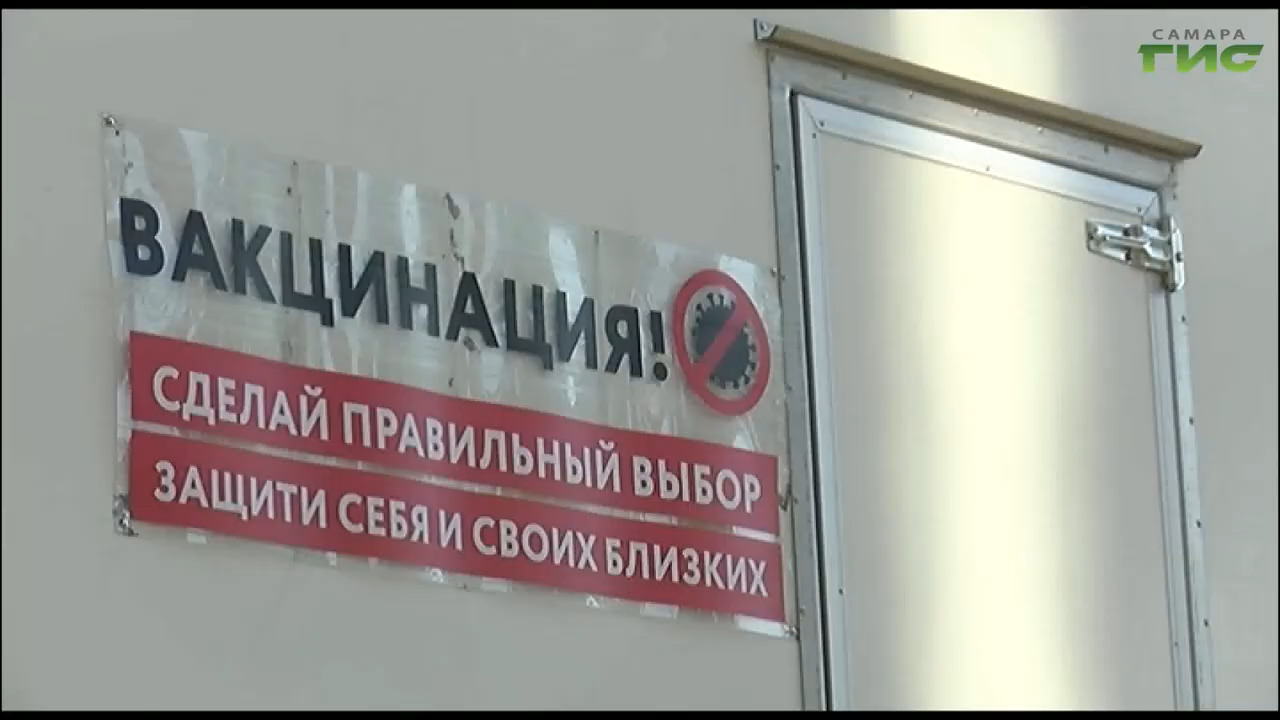 САМАРА
ГИС
ВАКЦИНАЦИЯ!
СДЕЛАЙ ПРАВИЛЬНЫЙ ВЫБОР
ЗАЩИТИ СЕБЯ И СВОИХ БЛИЗКИХ